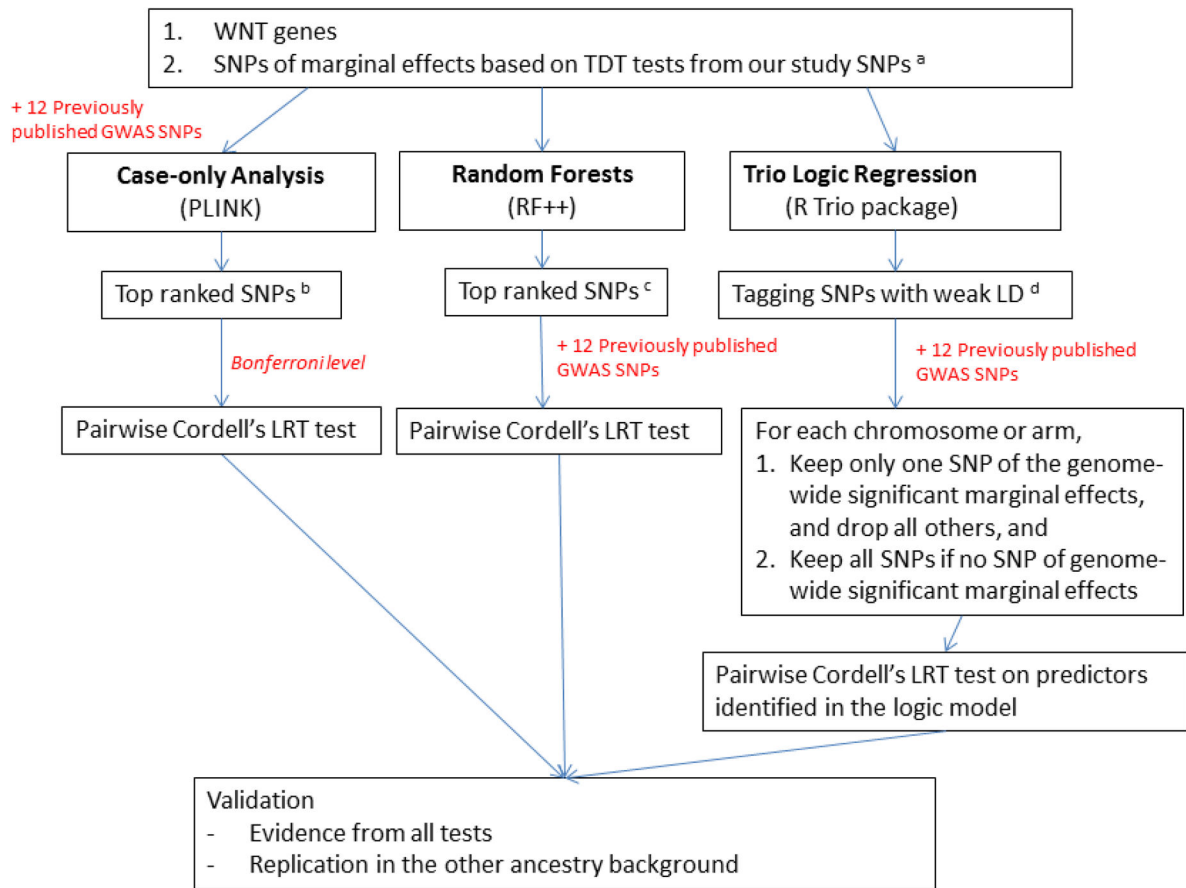 1. WNT genes
2. SNPs of marginal effects based on TDT tests from our study SNPs a
+ 12 Previously
published GWAS SNPs
Case-only Analysis
(PLINK)
Random Forests
(RF++)
Trio Logic Regression
(R Trio package)
Top ranked SNPs b
Top ranked SNPs c
Tagging SNPs with weak LD d
Bonferroni level
+ 12 Previously published
GWAS SNPs
+ 12 Previously published
GWAS SNPs
Pairwise Cordell’s LRT test
Pairwise Cordell’s LRT test
For each chromosome or arm,
1. Keep only one SNP of the genome-
wide significant marginal effects,
and drop all others, and
2. Keep all SNPs if no SNP of genome-
wide significant marginal effects
Pairwise Cordell’s LRT test on predictors
identified in the logic model
Validation
- Evidence from all tests
- Replication in the other ancestry background